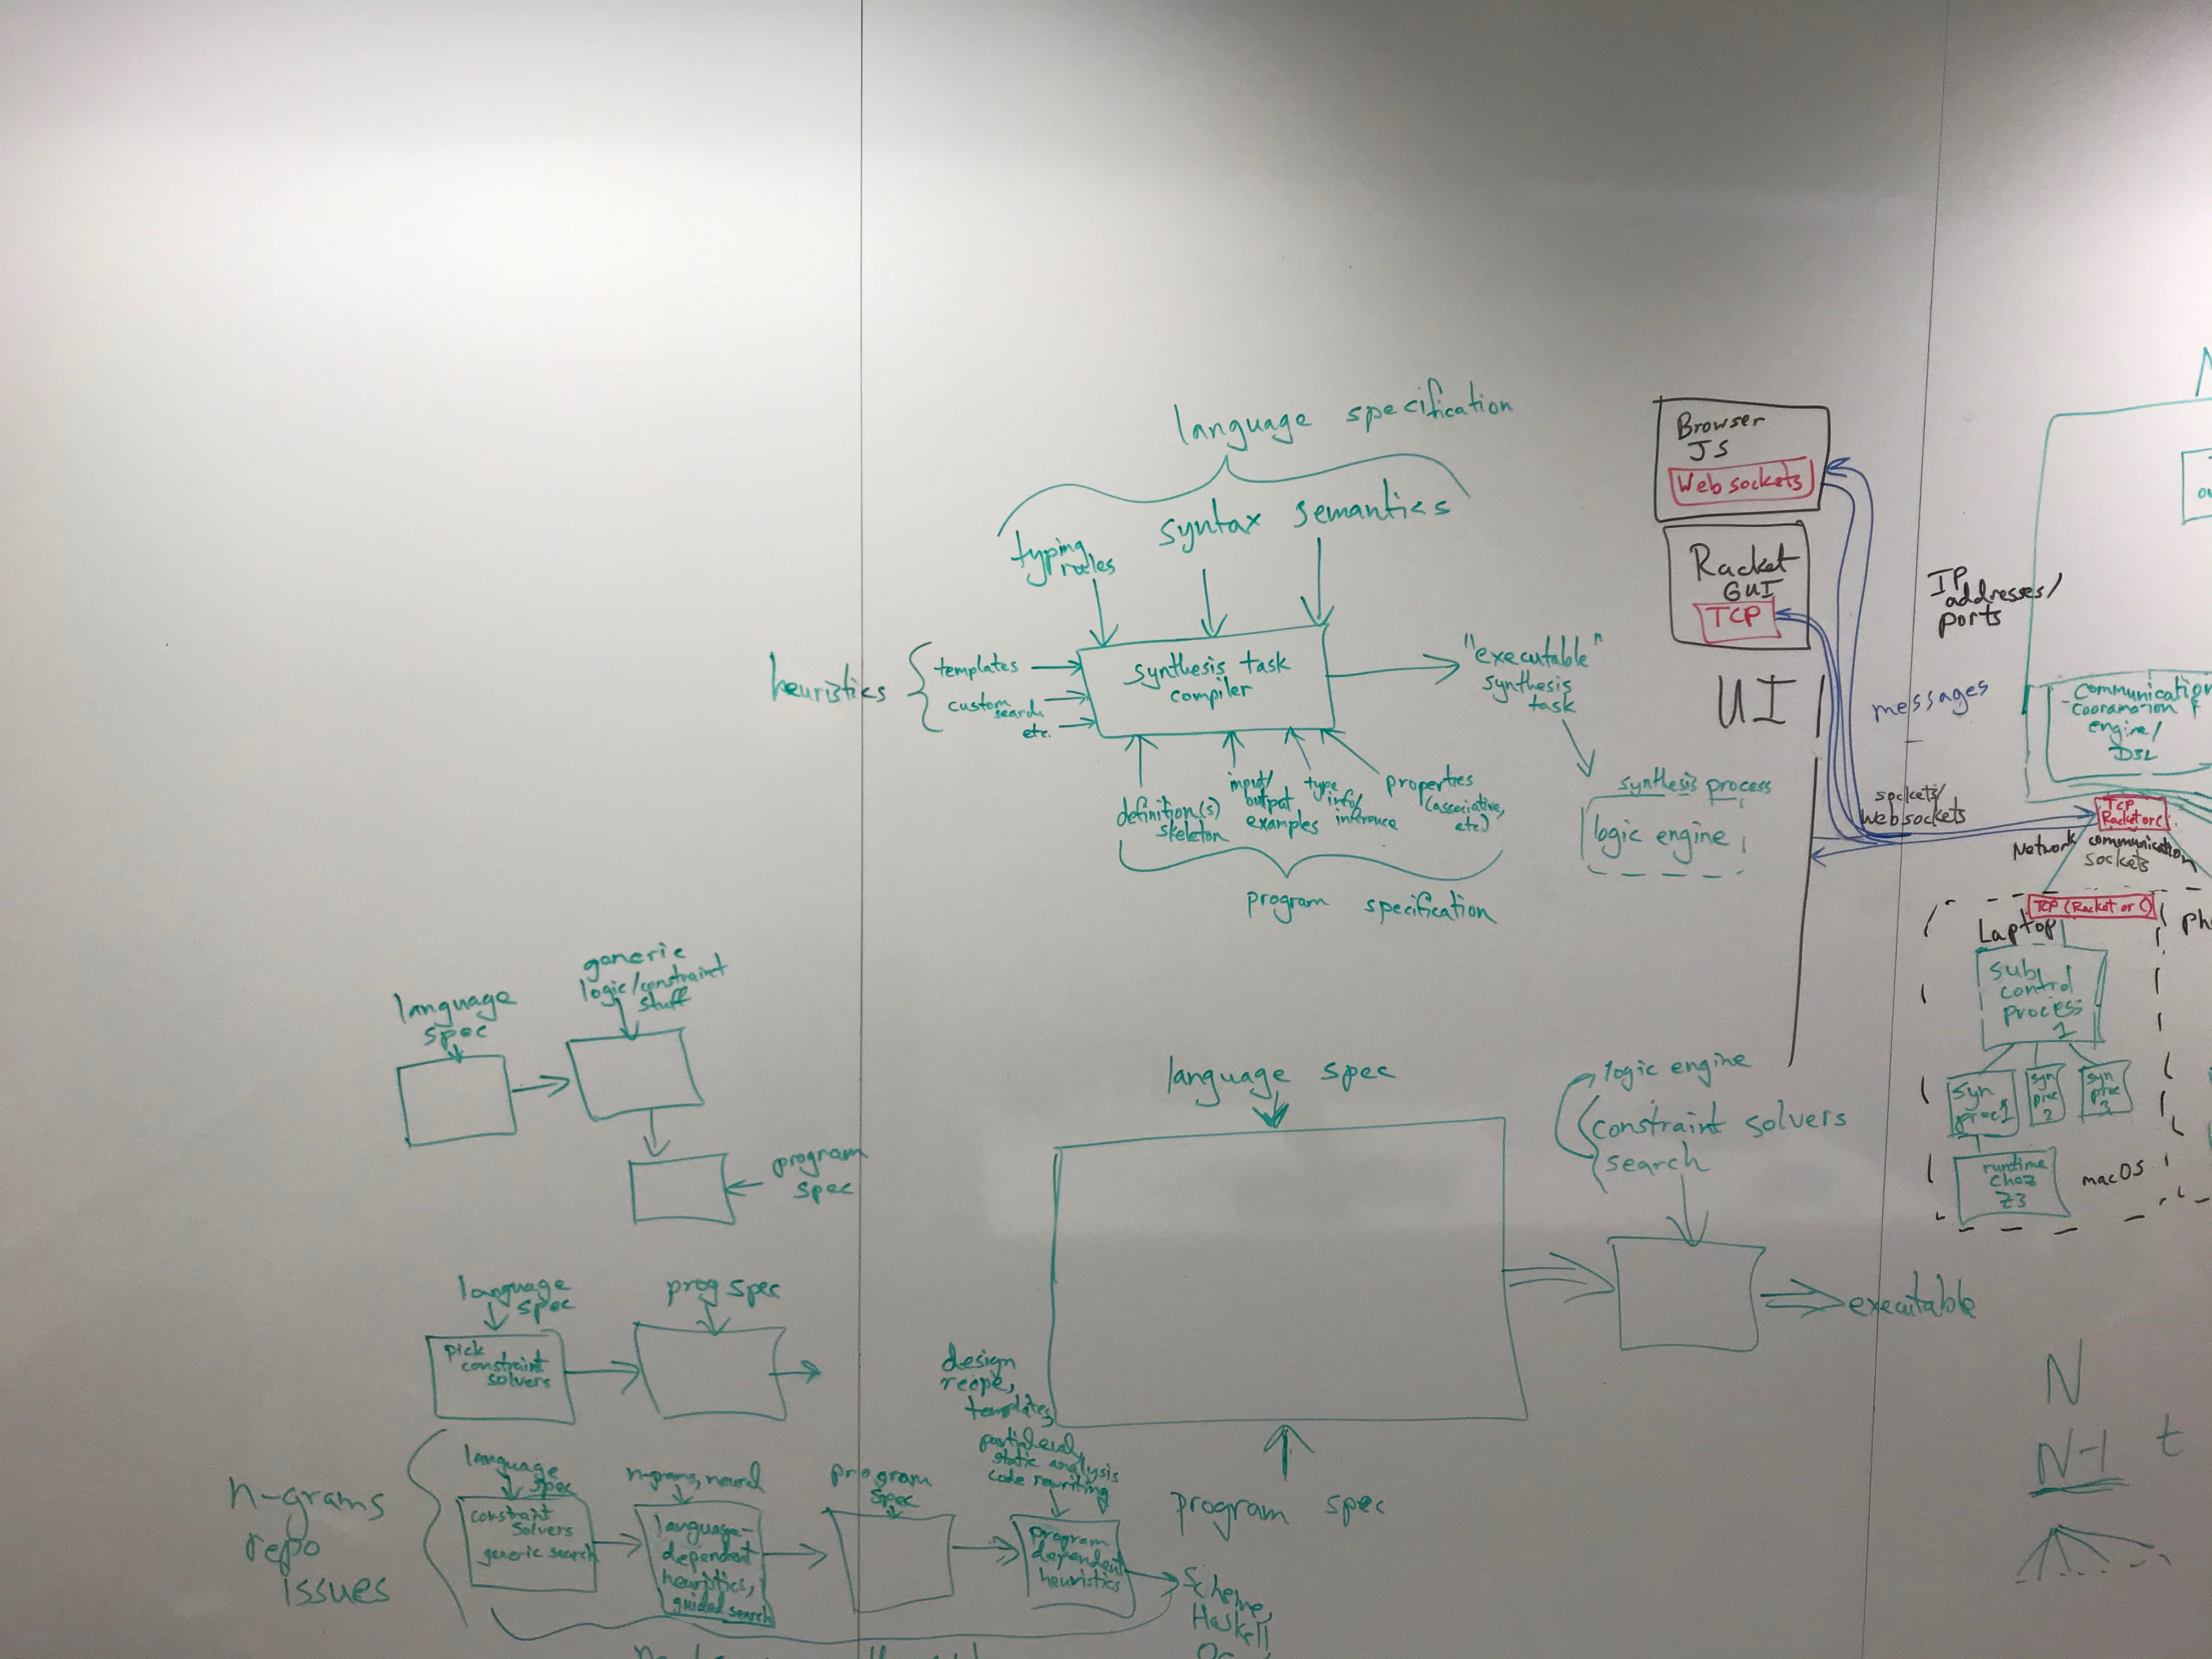 language specification
typing
rules
syntax
semantics
heuristics
templates
custom
search
etc.
synthesis task
compiler
"executable"
synthesis
task
definition(s)
skeleton
input/
output
examples
type
info/
inference
properties
(associative,
etc)
program specification
synthesis process
logic engine
Browser
JS
Web sockets
Racket
GUI
TCP
UI
messages
sockets/
websockets
IP
addresses/
ports
communication
engine/
DSL
TCP
Racket or C
Network communication
sockets
TCP (Racket or C)
Laptop
sub
control
process
1
syn
proc1
syn
proc
2
syn
proc
3
runtime
chez
Z3
macOS
language
spec
generic
logic/constraint
stuff
program
spec
language
spec
pick
constraint
solvers
prog spec
n-grams
repo
issues
language
spec
constraint
solvers
generic search
n-grams, neural
language-
dependent
heuristics,
guided search
program
spec
design
recipe,
templates,
partial eval,
static analysis
code rewriting
program
dependent
heuristics
Scheme,
Haskell,
language spec
program spec
logic engine
constraint solvers
search
executable
N
N-1
t